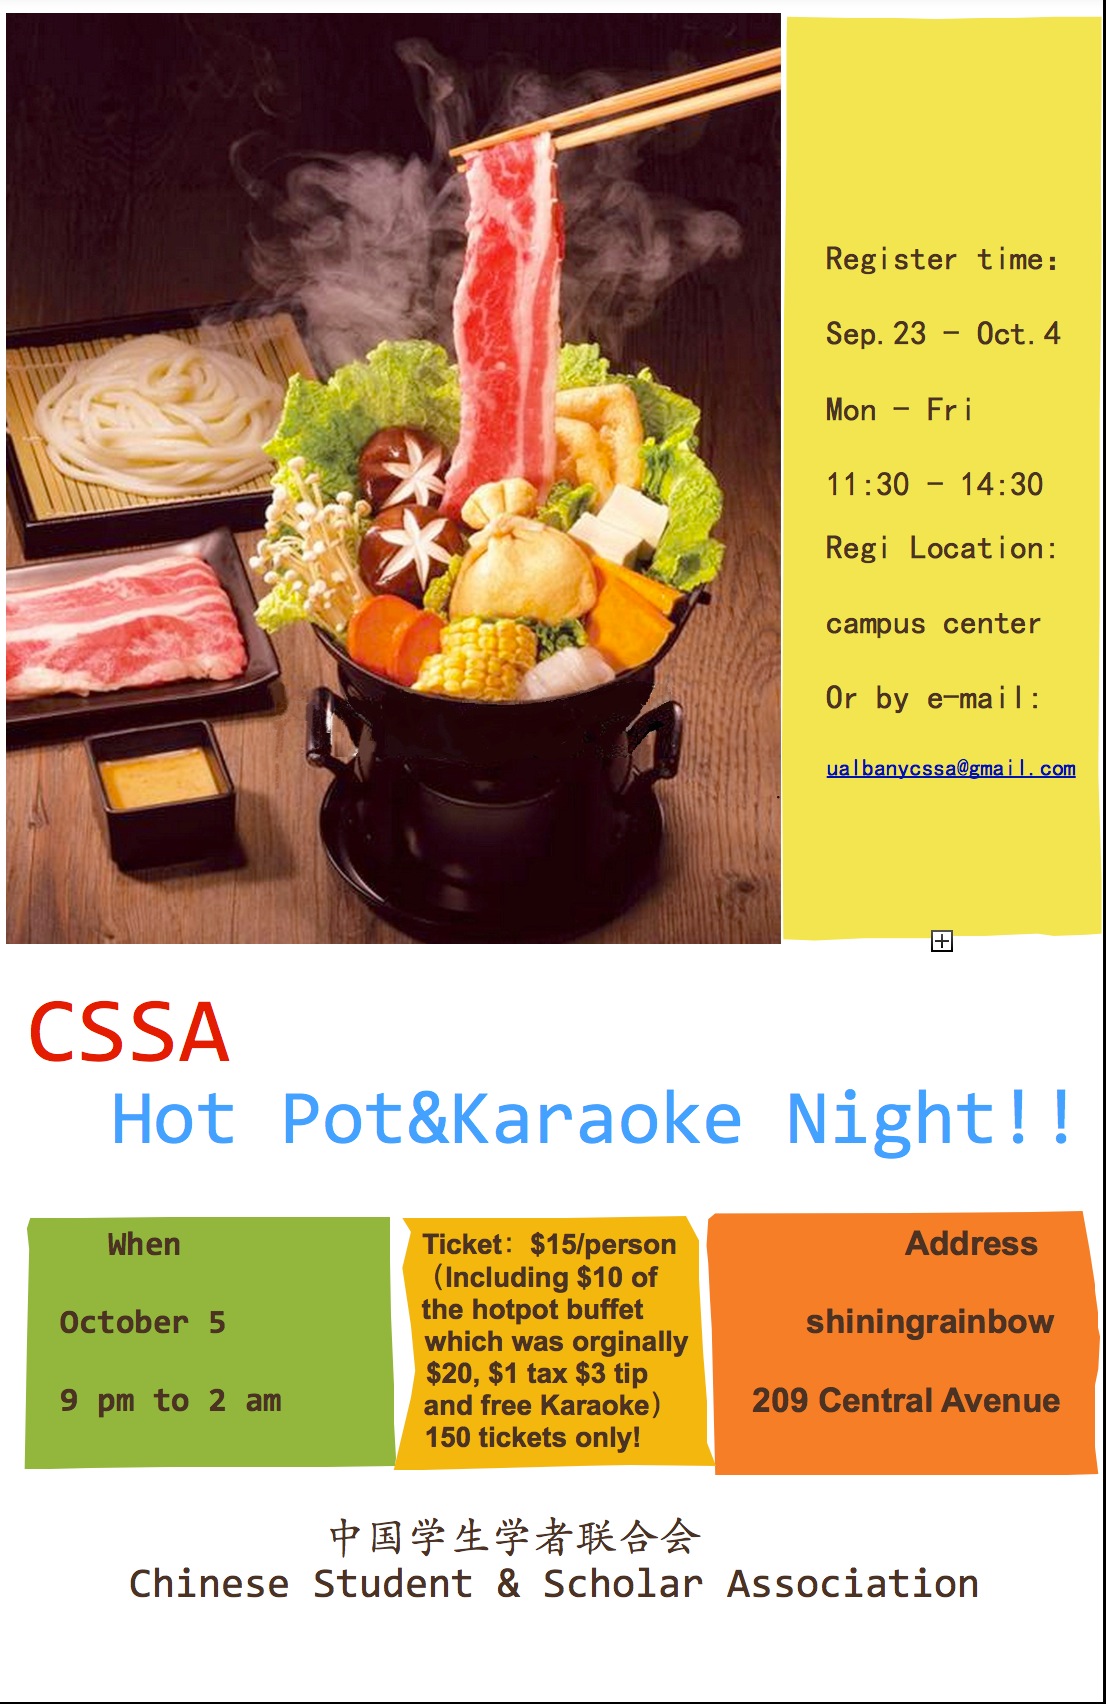 Register time:
Sep.23 - Oct.4
Mon - Fri
11:30 - 14:30
Regi Location:
campus center
Or by e-mail:
ualbanycssa@gmail.com
CSSA
Hot Pot&Karaoke Night!!
When
October 5
9 pm to 2 am
Ticket: $15/person
(Including $10 of
the hotpot buffet
which was orginally
$20, $1 tax $3 tip
and free Karaoke)
150 tickets only!
Address
shiningrainbow
209 Central Avenue
中国学生学者联合会
Chinese Student & Scholar Association